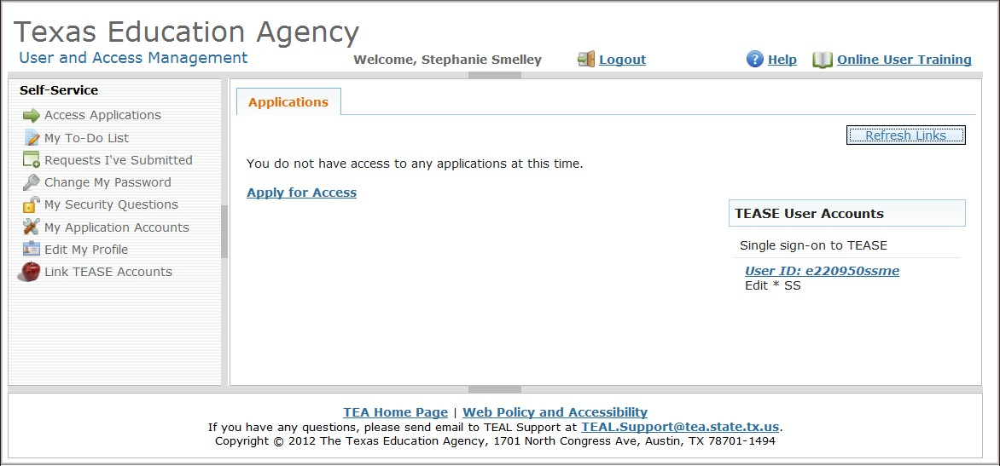 Texas Education Agency
User and Access Management
Welcome, Stephanie Smelley
Logout
Help
Online User Training
Self-Service
Access Applications
My To-Do List
Requests I've Submitted
Change My Password
My Security Questions
My Application Accounts
Edit My Profile
Link TEASE Accounts
Applications
Refresh Links
You do not have access to any applications at this time.
Apply for Access
TEASE User Accounts
Single sign-on to TEASE
User ID: e220950ssme
Edit * SS
TEA Home Page | Web Policy and Accessibility
If you have any questions, please send email to TEAL Support at TEAL.Support@tea.state.tx.us.
Copyright © 2012 The Texas Education Agency, 1701 North Congress Ave, Austin, TX 78701-1494